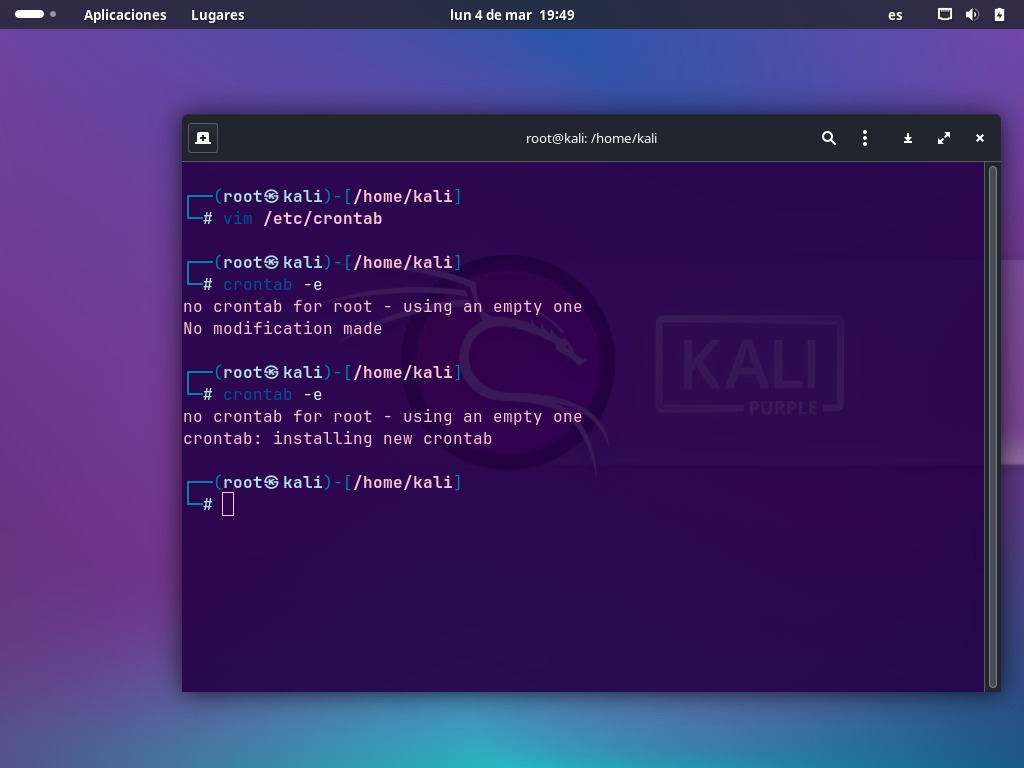 Aplicaciones Lugares lun 4 de mar 19:49 es
root@kali: /home/kali
┌──(root㉿kali)-[/home/kali]
└─# vim /etc/crontab
┌──(root㉿kali)-[/home/kali]
└─# crontab -e
no crontab for root - using an empty one
No modification made
┌──(root㉿kali)-[/home/kali]
└─# crontab -e
no crontab for root - using an empty one
crontab: installing new crontab
┌──(root㉿kali)-[/home/kali]
└─#
KALI
PURPLE